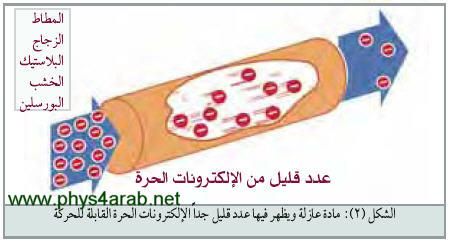 المطاط
الزجاج
البلاستيك
الخشب
البورسلين
عدد قليل من الإلكترونات الحرة
www.phys4arab.net
الشكل (٢): مادة عازلة ويظهر فيها عدد قليل جداً الإلكترونات الحرة القابلة للحركة